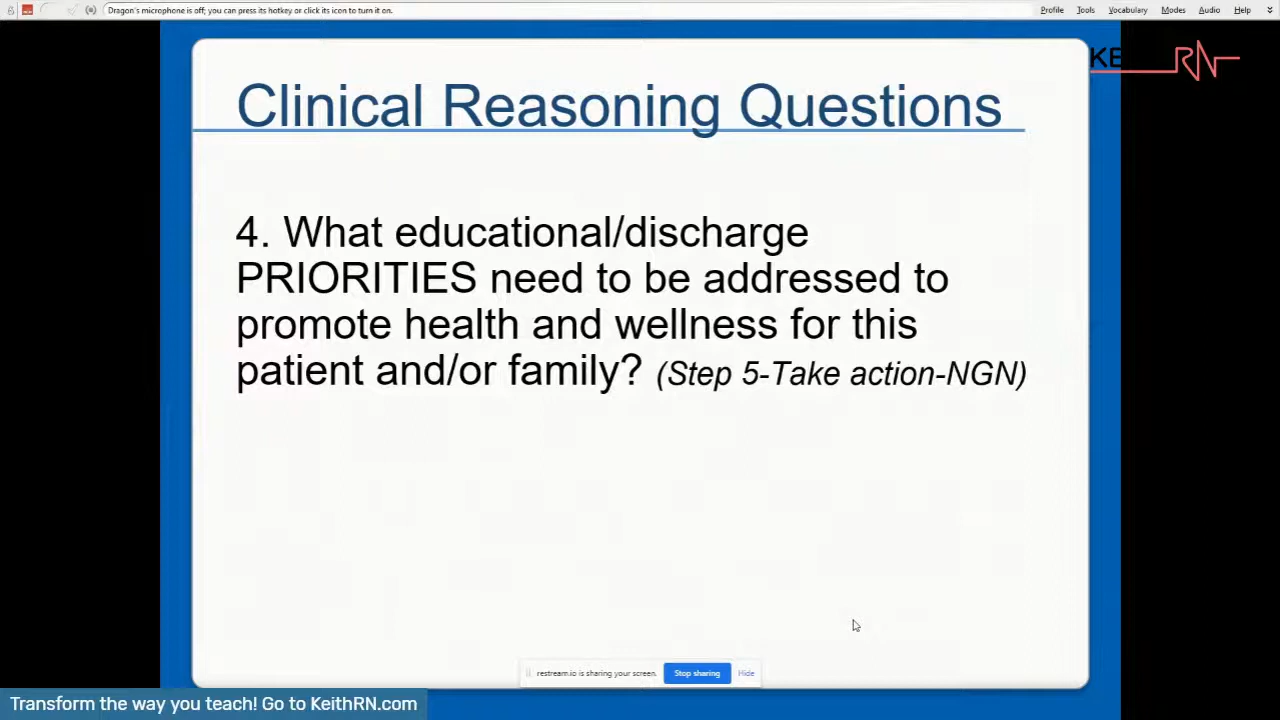 Dragon's microphone is off; you can press its hotkey or click its icon to turn it on.
Profile Tools Vocabulary Modes Audio Help
KE RN
Clinical Reasoning Questions
4. What educational/discharge
PRIORITIES need to be addressed to
promote health and wellness for this
patient and/or family? (Step 5-Take action-NGN)
restream.io is sharing your screen. Stop sharing Hide
Transform the way you teach! Go to KeithRN.com